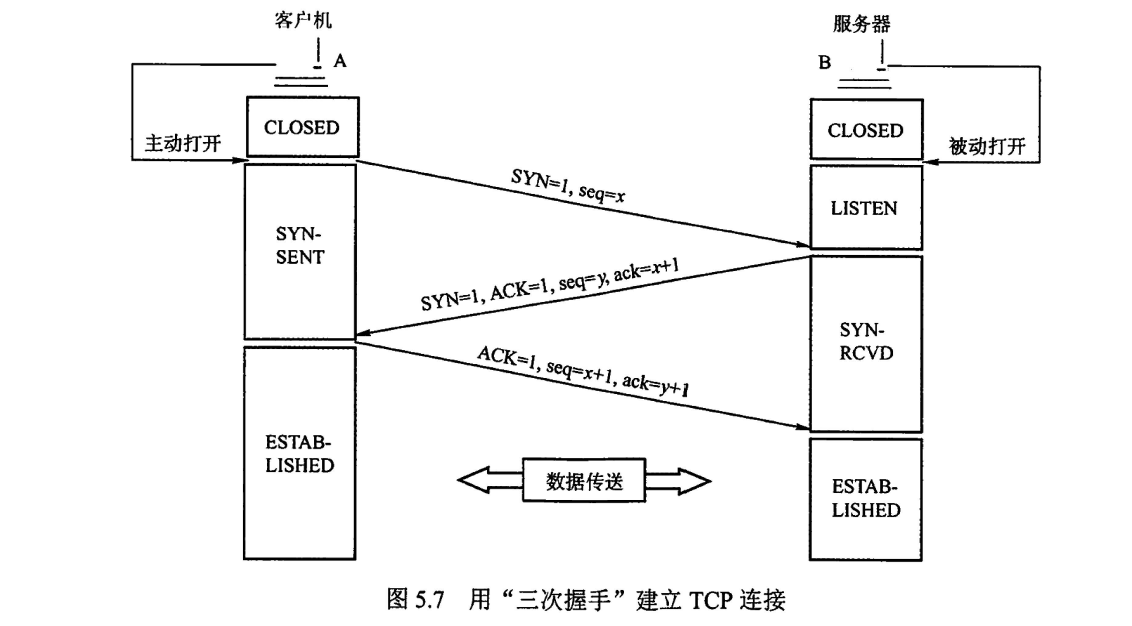 客户机
服务器
A
B
CLOSED
CLOSED
主动打开
被动打开
SYN=1, seq=x
LISTEN
SYN-
SENT
SYN=1, ACK=1, seq=y, ack=x+1
SYN-
RCVD
ACK=1, seq=x+1, ack=y+1
ESTAB-
LISHED
数据传送
ESTAB-
LISHED
图 5.7 用“三次握手”建立 TCP 连接